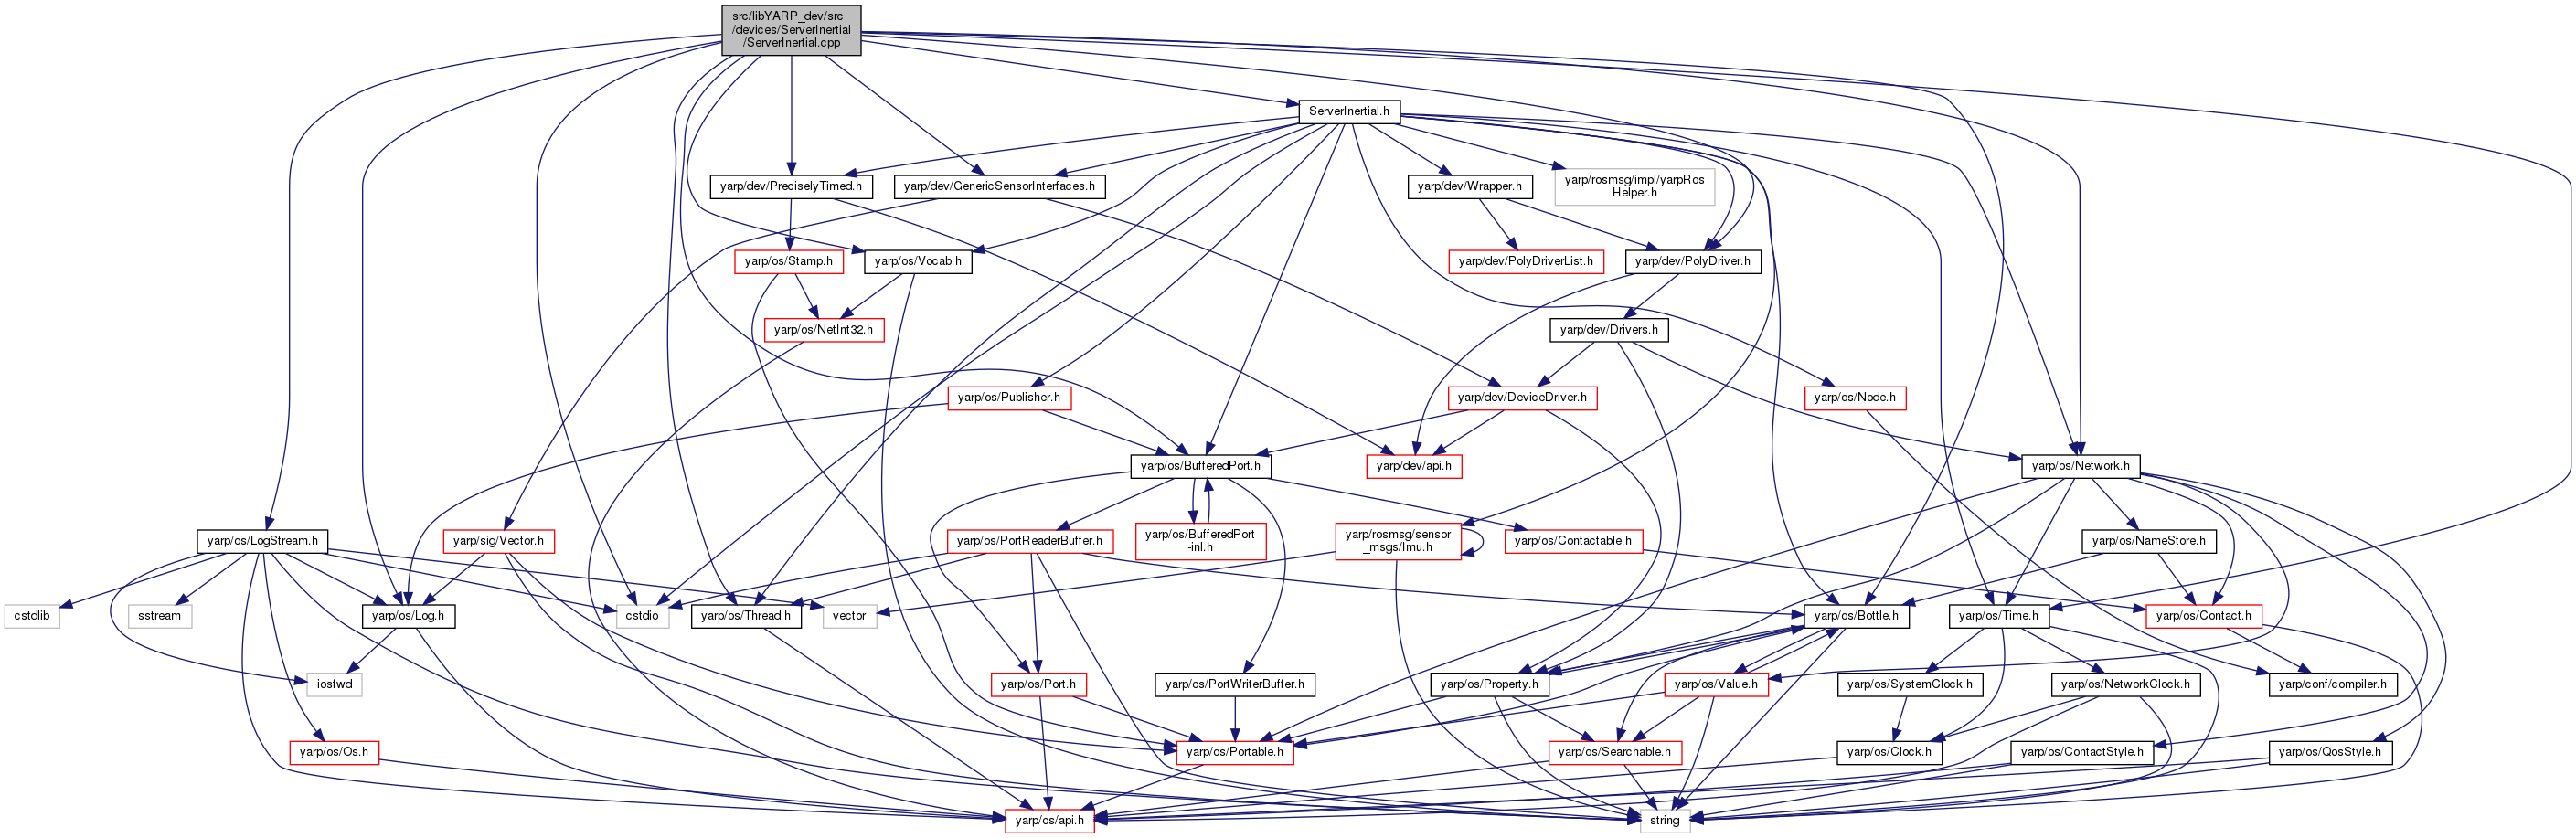 src/libYARP_dev/src
/devices/ServerInertial
/ServerInertial.cpp
ServerInertial.h
yarp/dev/PreciselyTimed.h
yarp/dev/GenericSensorInterfaces.h
yarp/dev/Wrapper.h
yarp/rosmsg/impl/yarpRos
Helper.h
yarp/os/Stamp.h
yarp/os/Vocab.h
yarp/dev/PolyDriverList.h
yarp/dev/PolyDriver.h
yarp/os/NetInt32.h
yarp/dev/Drivers.h
yarp/os/Publisher.h
yarp/dev/DeviceDriver.h
yarp/os/Node.h
yarp/os/BufferedPort.h
yarp/dev/api.h
yarp/os/Network.h
yarp/os/LogStream.h
yarp/sig/Vector.h
yarp/os/PortReaderBuffer.h
yarp/os/BufferedPort
-inl.h
yarp/rosmsg/sensor
_msgs/Imu.h
yarp/os/Contactable.h
yarp/os/NameStore.h
cstdlib
sstream
yarp/os/Log.h
cstdio
yarp/os/Thread.h
vector
yarp/os/Bottle.h
yarp/os/Time.h
yarp/os/Contact.h
iosfwd
yarp/os/Port.h
yarp/os/PortWriterBuffer.h
yarp/os/Property.h
yarp/os/Value.h
yarp/os/SystemClock.h
yarp/os/NetworkClock.h
yarp/conf/compiler.h
yarp/os/Os.h
yarp/os/Portable.h
yarp/os/Searchable.h
yarp/os/Clock.h
yarp/os/ContactStyle.h
yarp/os/QosStyle.h
yarp/os/api.h
string